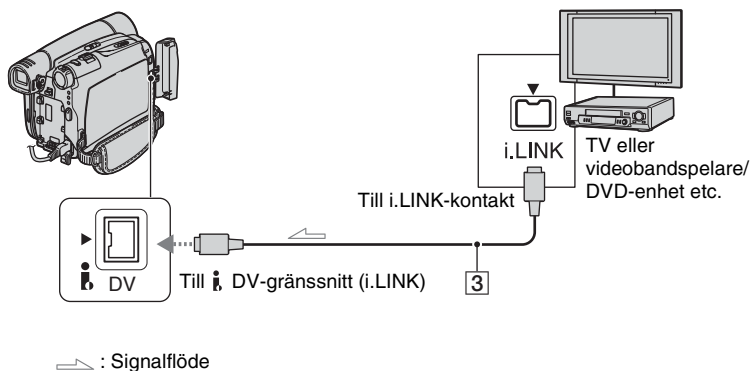 i.LINK
TV eller
videobandspelare/
DVD-enhet etc.
Till i.LINK-kontakt
DV
Till i DV-gränssnitt (i.LINK)
3
: Signalflöde